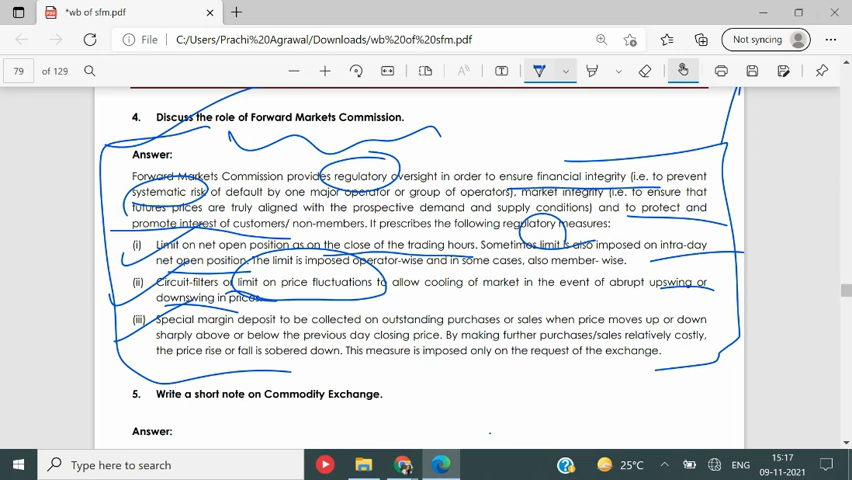 *wb of sfm.pdf
File C:/Users/Prachi%20Agrawal/Downloads/wb%20of%20sfm.pdf Not syncing
79 of 129
4. Discuss the role of Forward Markets Commission.
Answer:
Forward Markets Commission provides regulatory oversight in order to ensure financial integrity (i.e. to prevent
systematic risk of default by one major operator or group of operators), market integrity (i.e. to ensure that
futures prices are truly aligned with the prospective demand and supply conditions) and to protect and
promote interest of customers/ non-members. It prescribes the following regulatory measures:
(i) Limit on net open position as on the close of the trading hours. Sometimes limit is also imposed on intra-day
net open position. The limit is imposed operator-wise and in some cases, also member- wise.
(ii) Circuit-filters or limit on price fluctuations to allow cooling of market in the event of abrupt upswing or
downswing in prices.
(iii) Special margin deposit to be collected on outstanding purchases or sales when price moves up or down
sharply above or below the previous day closing price. By making further purchases/sales relatively costly,
the price rise or fall is sobered down. This measure is imposed only on the request of the exchange.
5. Write a short note on Commodity Exchange.
Answer:
Type here to search
25°C
ENG
15:17
09-11-2021